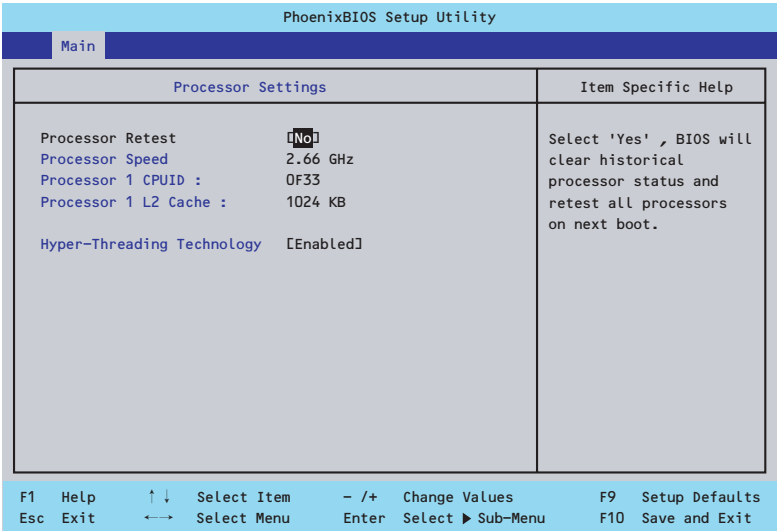 PhoenixBIOS Setup Utility
Main
Processor Settings
Processor Retest [No]
Processor Speed 2.66 GHz
Processor 1 CPUID : 0F33
Processor 1 L2 Cache : 1024 KB
Hyper-Threading Technology [Enabled]
Item Specific Help
Select 'Yes' , BIOS will
clear historical
processor status and
retest all processors
on next boot.
F1 Help ↑↓ Select Item - /+ Change Values F9 Setup Defaults
Esc Exit ←→ Select Menu Enter Select ▶ Sub-Menu F10 Save and Exit